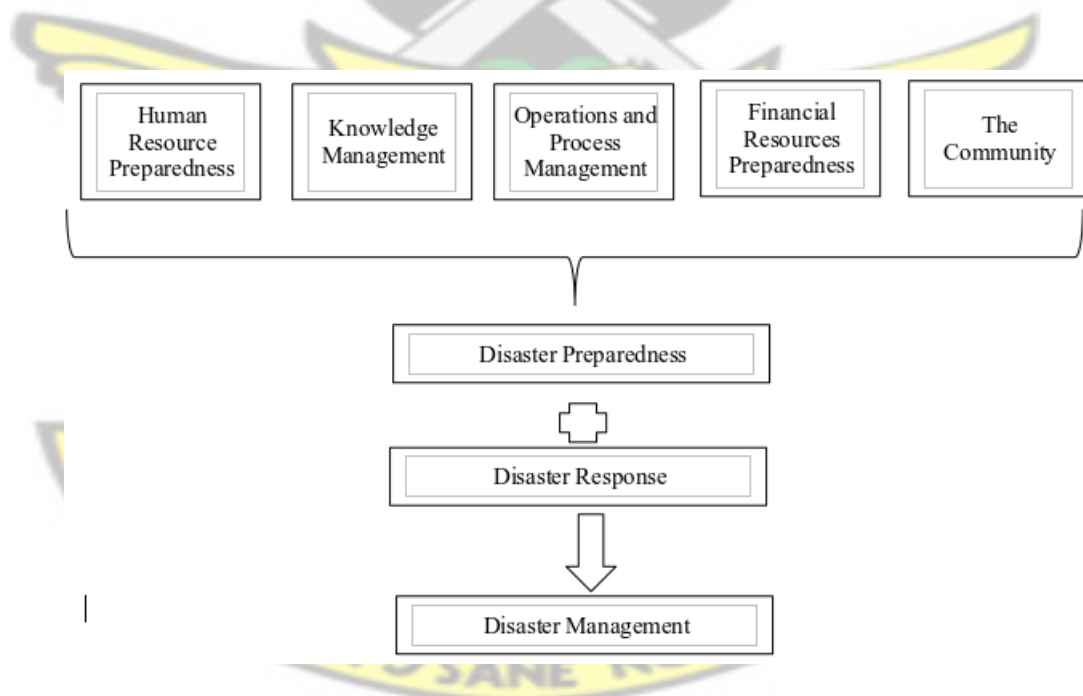 Human
Resource
Preparedness
Knowledge
Management
Operations and
Process
Management
Financial
Resources
Preparedness
The
Community
Disaster Preparedness
Disaster Response
Disaster Management
SANE